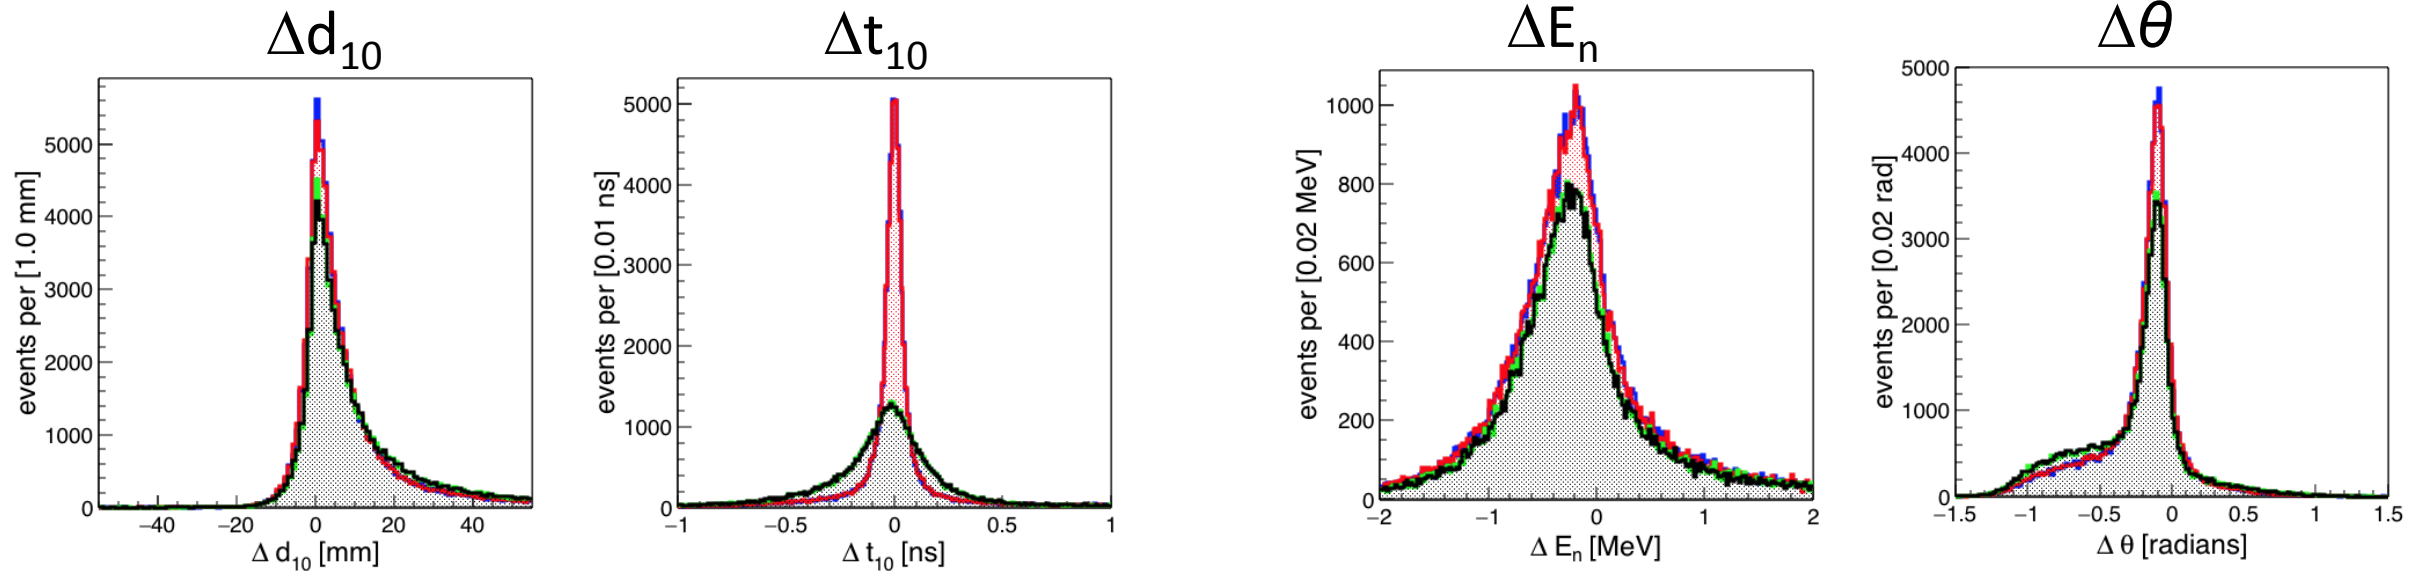 Δd10
events per [1.0 mm]
5000
4000
3000
2000
1000
0
−40 −20 0 20 40
Δ d10 [mm]
Δt10
events per [0.01 ns]
5000
4000
3000
2000
1000
0
−1 −0.5 0 0.5 1
Δ t10 [ns]
ΔEn
events per [0.02 MeV]
1000
800
600
400
200
0
−2 −1 0 1 2
Δ En [MeV]
Δθ
events per [0.02 rad]
5000
4000
3000
2000
1000
0
−1.5 −1 −0.5 0 0.5 1 1.5
Δ θ [radians]